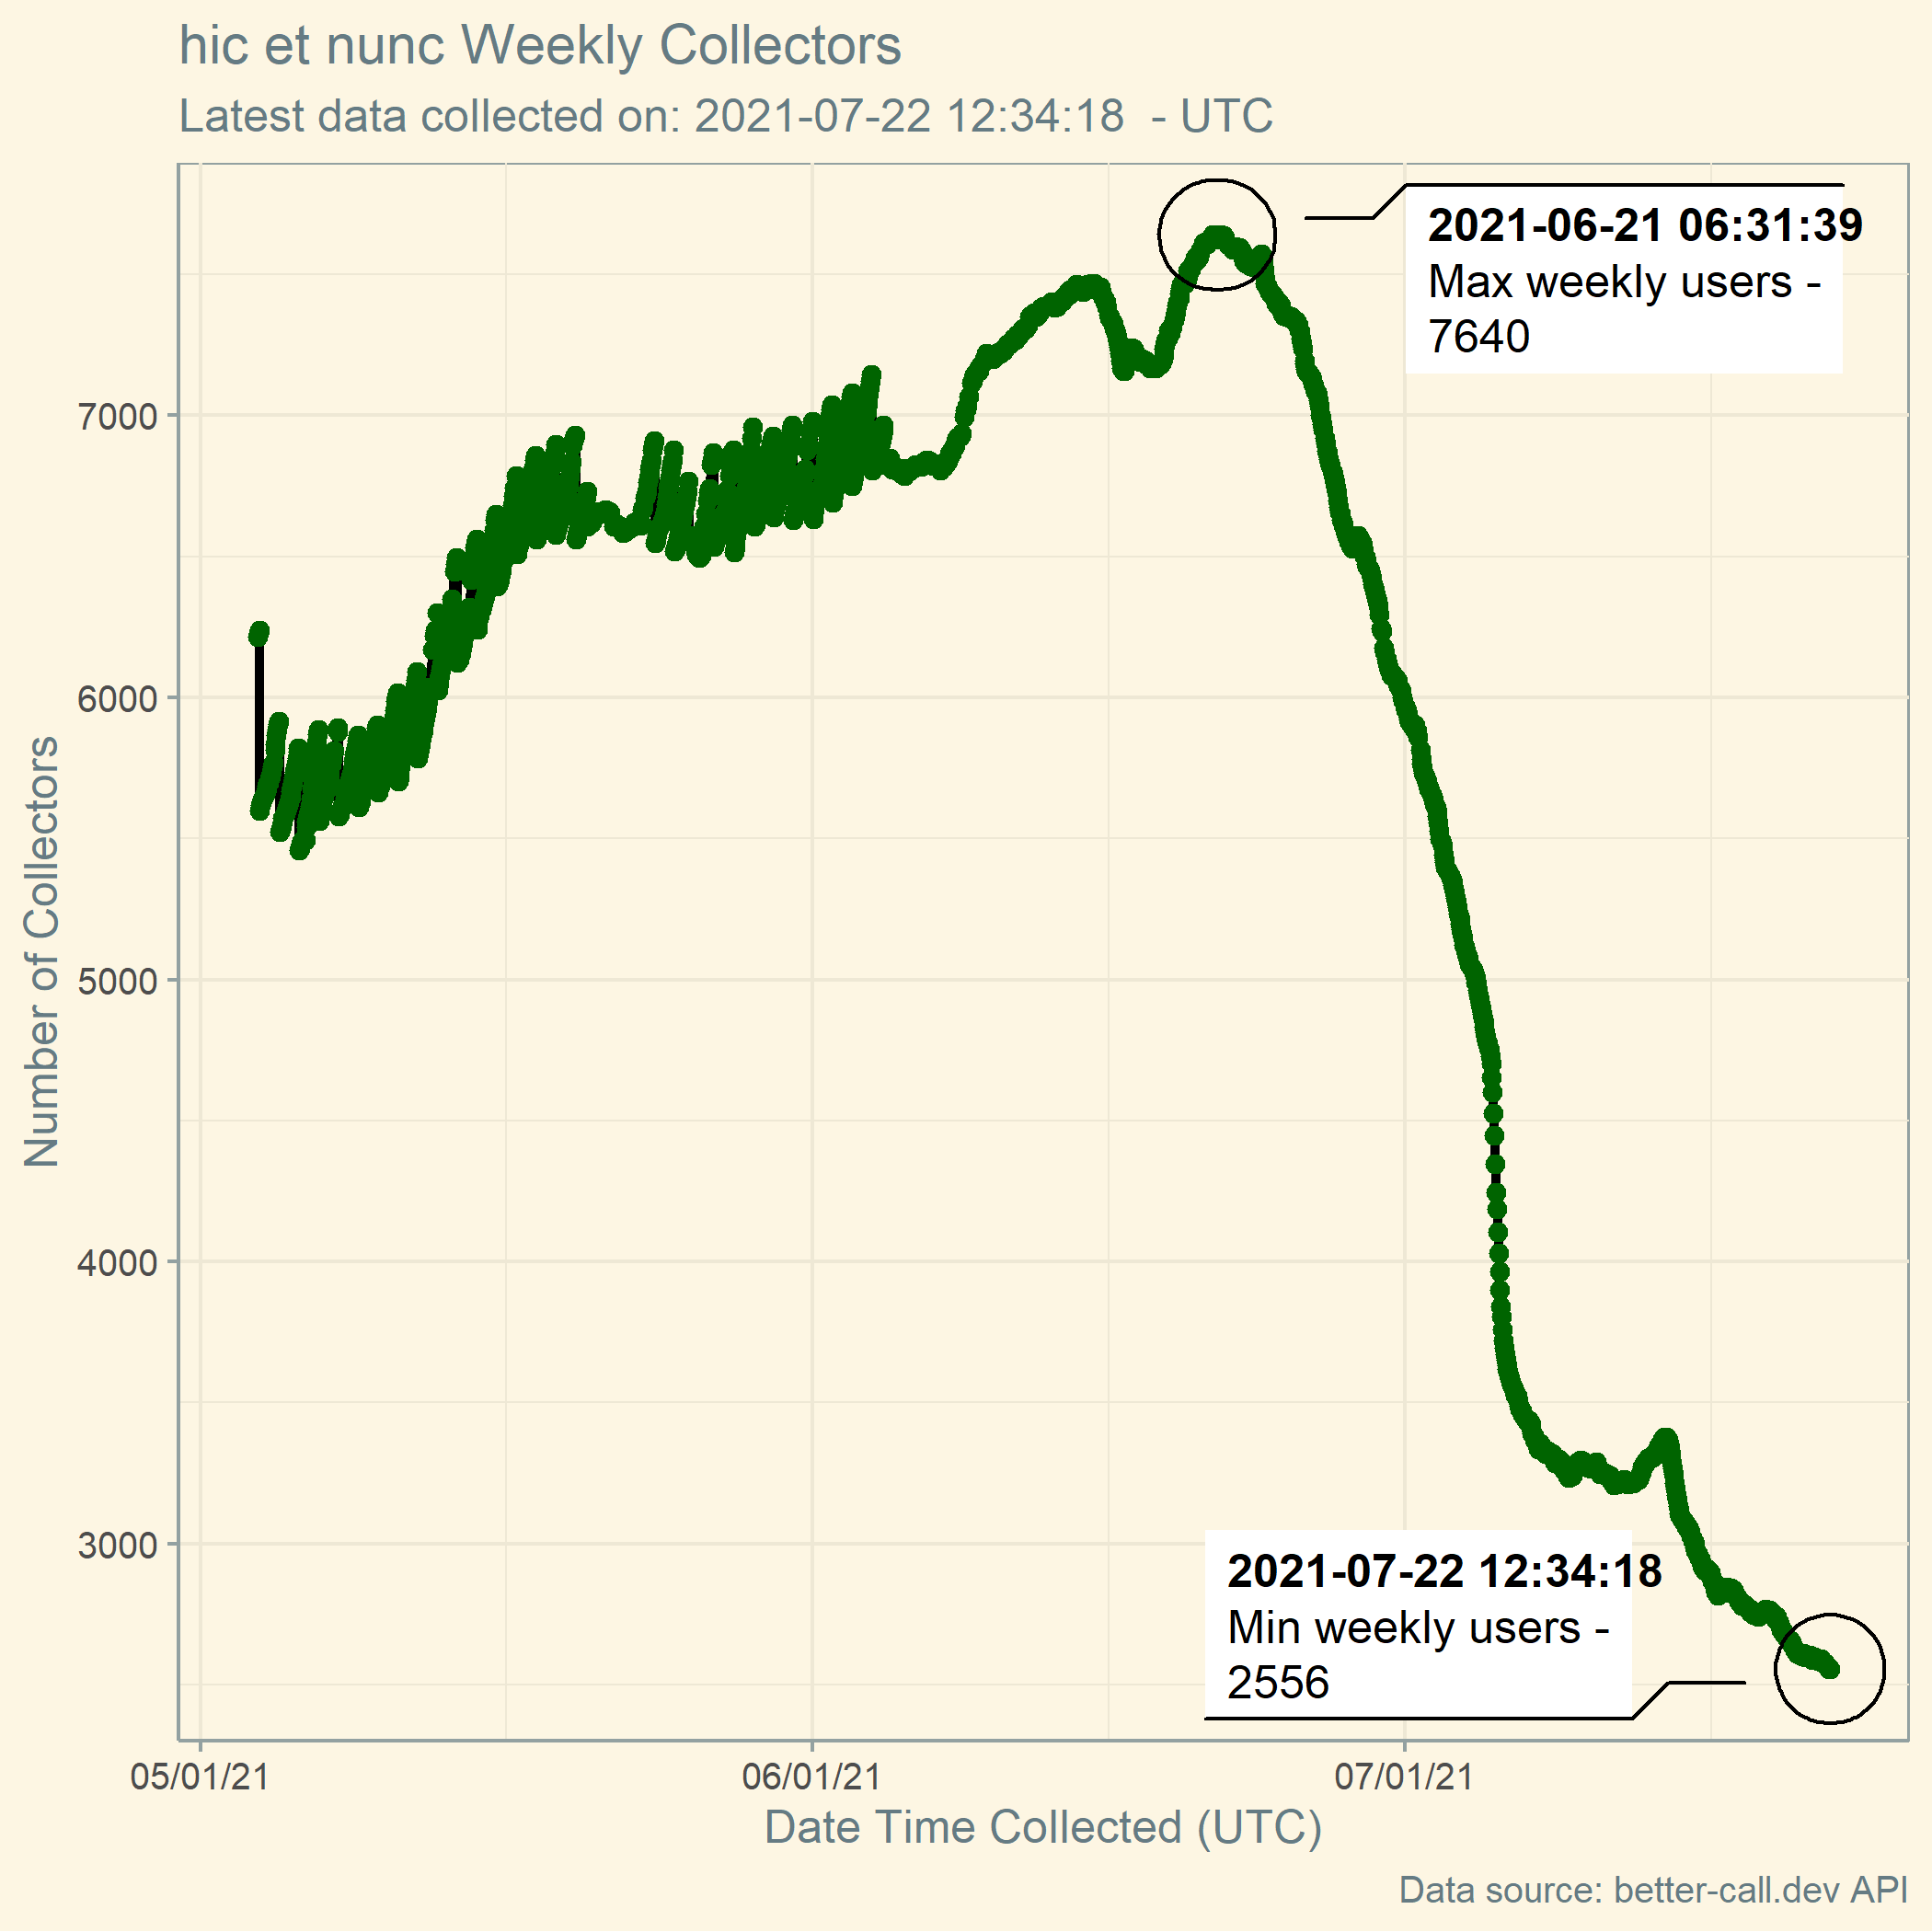 hic et nunc Weekly Collectors
Latest data collected on: 2021-07-22 12:34:18  - UTC
2021-06-21 06:31:39
Max weekly users -
7640
7000
6000
5000
4000
3000
Number of Collectors
2021-07-22 12:34:18
Min weekly users -
2556
05/01/21
06/01/21
07/01/21
Date Time Collected (UTC)
Data source: better-call.dev API